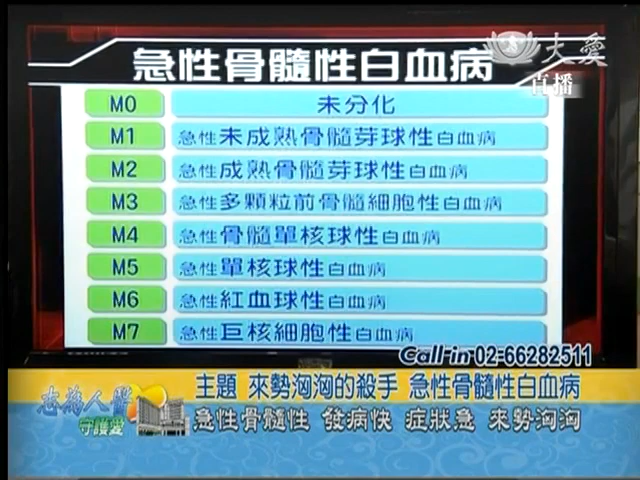 大愛
直播
急性骨髓性白血病
M0 未分化
M1 急性未成熟骨髓芽球性白血病
M2 急性成熟骨髓芽球性白血病
M3 急性多顆粒前骨髓細胞性白血病
M4 急性骨髓單核球性白血病
M5 急性單核球性白血病
M6 急性紅血球性白血病
M7 急性巨核細胞性白血病
Call in 02-66282511
志為人醫
守護愛
主題 來勢洶洶的殺手 急性骨髓性白血病
急性骨髓性 發病快 症狀急 來勢洶洶